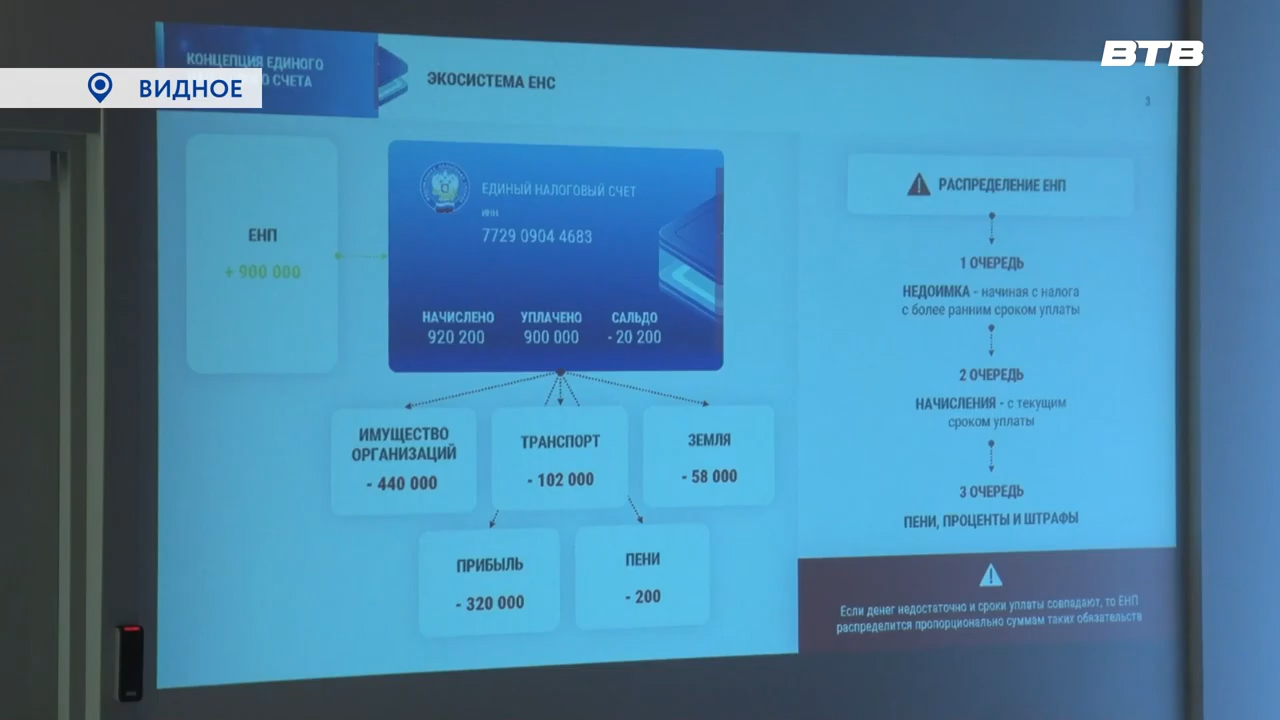 КОНЦЕПЦИЯ ЕДИНОГО
СЧЕТА
ВИДНОЕ
ЭКОСИСТЕМА ЕНС
ВТВ
3
ЕНП
+ 900 000
ЕДИНЫЙ НАЛОГОВЫЙ СЧЕТ
ИНН
7729 0904 4683
НАЧИСЛЕНО
920 200
УПЛАЧЕНО
900 000
САЛЬДО
- 20 200
ИМУЩЕСТВО
ОРГАНИЗАЦИЙ
- 440 000
ТРАНСПОРТ
- 102 000
ЗЕМЛЯ
- 58 000
ПРИБЫЛЬ
- 320 000
ПЕНИ
- 200
РАСПРЕДЕЛЕНИЕ ЕНП
1 ОЧЕРЕДЬ
НЕДОИМКА - начиная с налога
с более ранним сроком уплаты
2 ОЧЕРЕДЬ
НАЧИСЛЕНИЯ - с текущим
сроком уплаты
3 ОЧЕРЕДЬ
ПЕНИ, ПРОЦЕНТЫ И ШТРАФЫ
Если денег недостаточно и сроки уплаты совпадают, то ЕНП
распределится пропорционально суммам таких обязательств